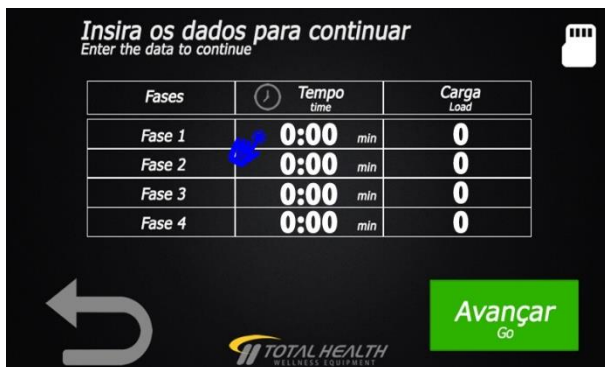 Insira os dados para continuar
Enter the data to continue
Fases Tempo Carga
time Load
Fase 1 0:00 min 0
Fase 2 0:00 min 0
Fase 3 0:00 min 0
Fase 4 0:00 min 0
Avançar
Go
TOTAL HEALTH
WELLNESS EQUIPMENT